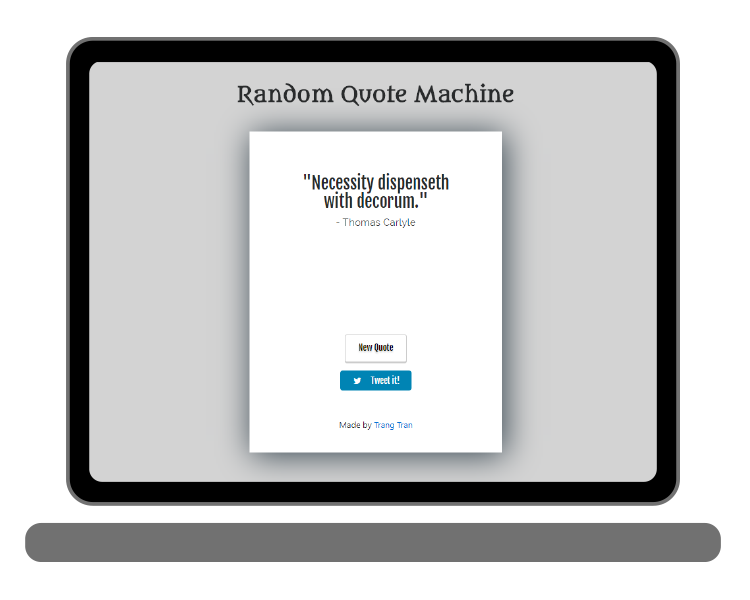 Random Quote Machine
"Necessity dispenseth
with decorum."
- Thomas Carlyle
New Quote
Tweet it!
Made by Trang Tran